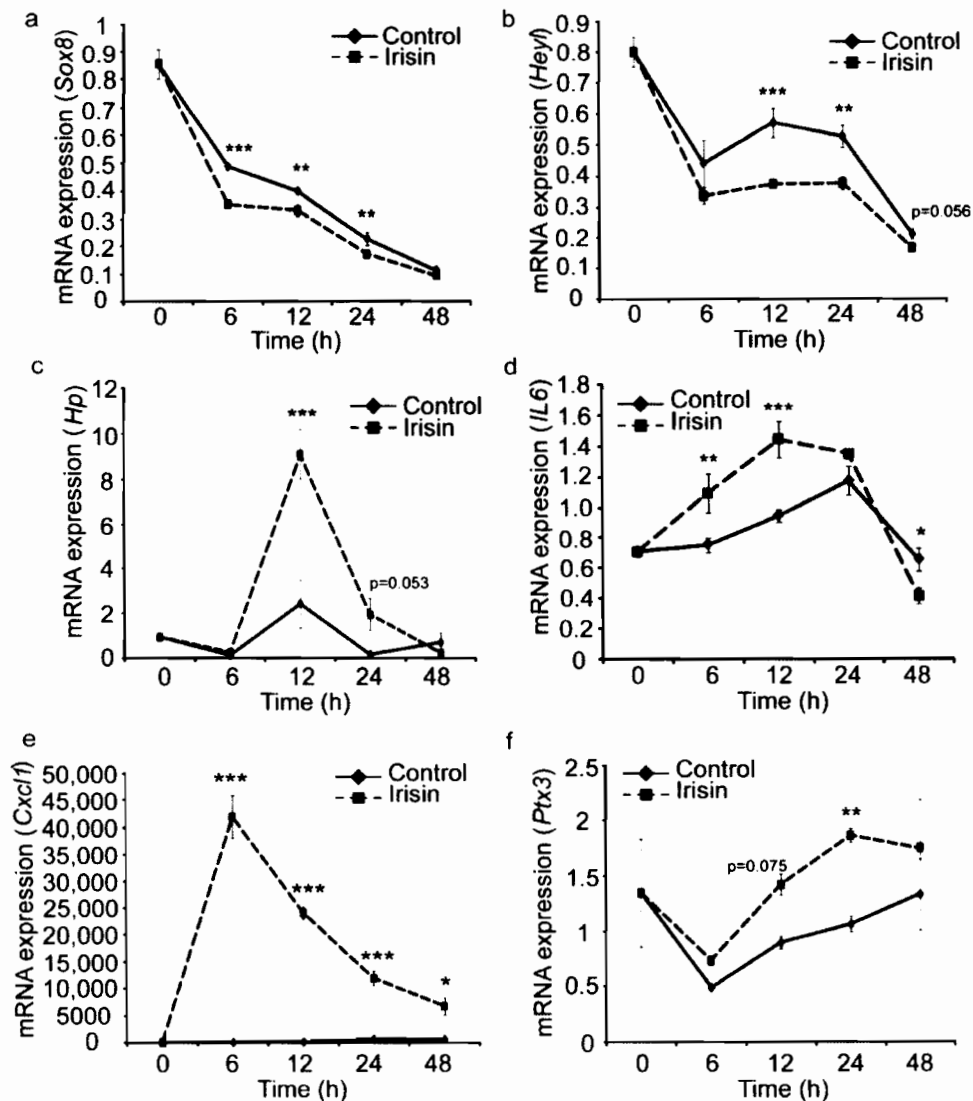 a
mRNA expression (Sox8)
1
0.9
0.8
0.7
0.6
0.5
0.4
0.3
0.2
0.1
0
Control
Irisin
***
**
**
0 6 12 24 48
Time (h)
b
mRNA expression (Heyl)
0.9
0.8
0.7
0.6
0.5
0.4
0.3
0.2
0.1
0
Control
Irisin
***
**
p=0.056
0 6 12 24 48
Time (h)
c
mRNA expression (Hp)
12
10
8
6
4
2
0
Control
Irisin
***
p=0.053
0 6 12 24 48
Time (h)
d
mRNA expression (IL6)
1.8
1.6
1.4
1.2
1.0
0.8
0.6
0.4
0.2
0
Control
Irisin
**
***
*
0 6 12 24 48
Time (h)
e
mRNA expression (Cxcl1)
50,000
45,000
40,000
35,000
30,000
25,000
20,000
15,000
10,000
5000
0
Control
Irisin
***
***
***
*
0 6 12 24 48
Time (h)
f
mRNA expression (Ptx3)
2.5
2
1.5
1
0.5
0
Control
Irisin
p=0.075
**
0 6 12 24 48
Time (h)